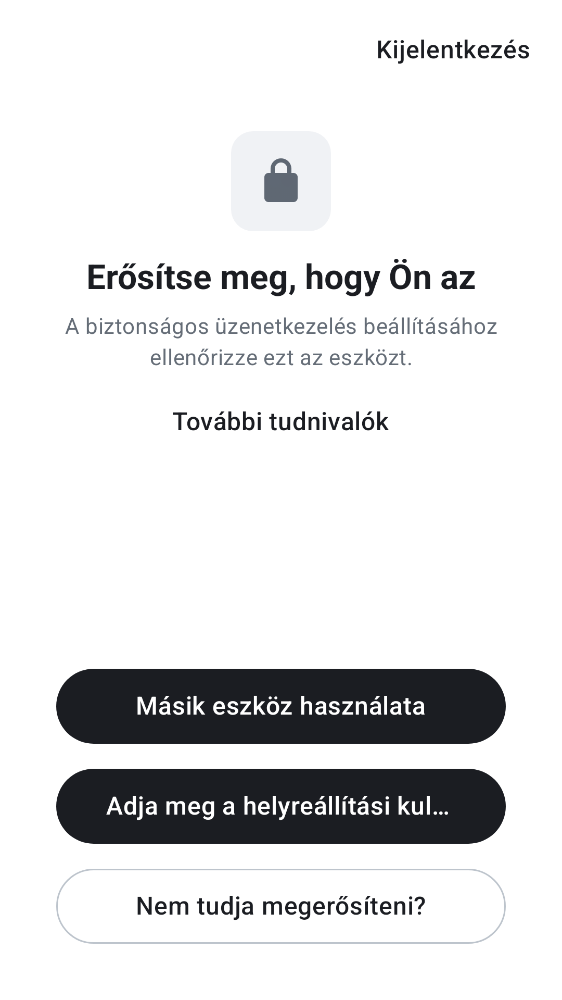 Kijelentkezés
Erősítse meg, hogy Ön az
A biztonságos üzenetkezelés beállításához
ellenőrizze ezt az eszközt.
További tudnivalók
Másik eszköz használata
Adja meg a helyreállítási kul…
Nem tudja megerősíteni?